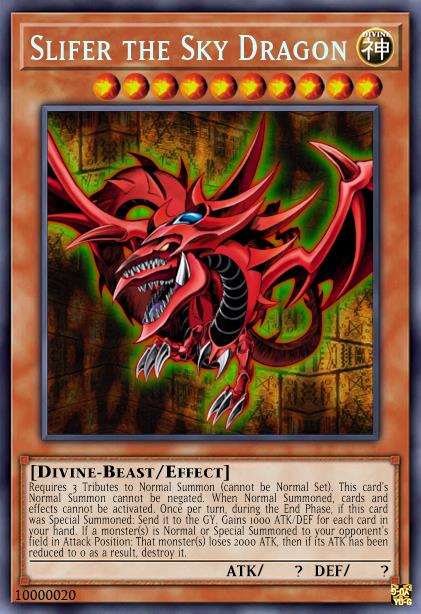 Slifer the Sky Dragon
DIVINE
神
[Divine-Beast/Effect]
Requires 3 Tributes to Normal Summon (cannot be Normal Set). This card's
Normal Summon cannot be negated. When Normal Summoned, cards and
effects cannot be activated. Once per turn, during the End Phase, if this card
was Special Summoned: Send it to the GY. Gains 1000 ATK/DEF for each card in
your hand. If a monster(s) is Normal or Special Summoned to your opponent's
field in Attack Position: That monster(s) loses 2000 ATK, then if its ATK has been
reduced to 0 as a result, destroy it.
ATK/ ? DEF/ ?
10000020